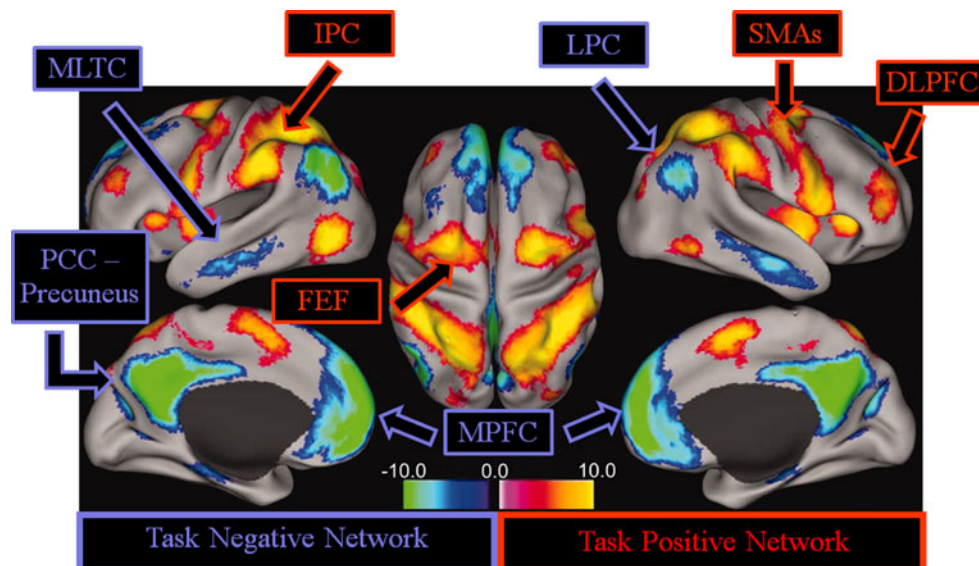 IPC
SMAs
LPC
MLTC
DLPFC
PCC –
Precuneus
FEF
MPFC
-10.0 0.0 10.0
Task Negative Network
Task Positive Network